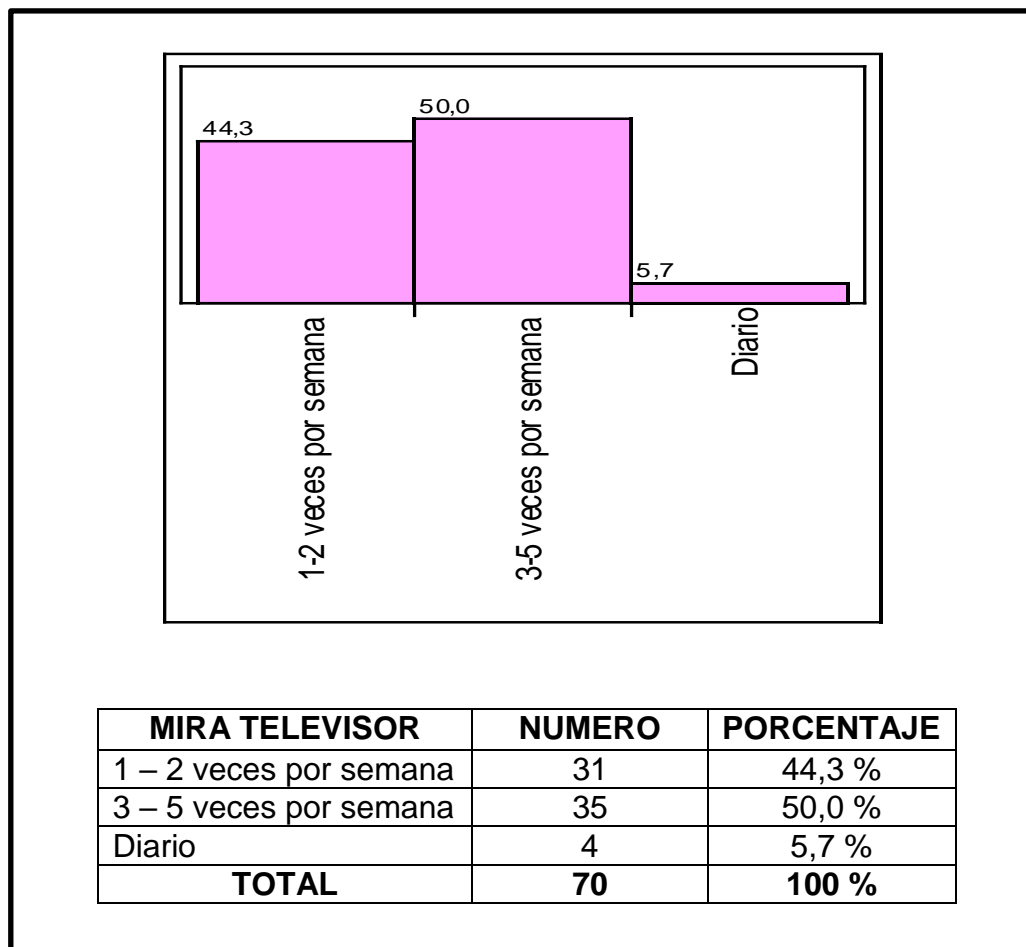 44,3
50,0
5,7
1-2 veces por semana
3-5 veces por semana
Diario
MIRA TELEVISOR NUMERO PORCENTAJE
1 – 2 veces por semana 31 44,3 %
3 – 5 veces por semana 35 50,0 %
Diario 4 5,7 %
TOTAL 70 100 %